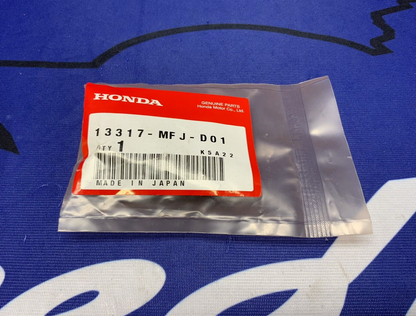 HONDA
GENUINE PARTS
Honda Motor Co., Ltd.
13317-MFJ-D01
QTY 1
K5A22
MADE IN JAPAN